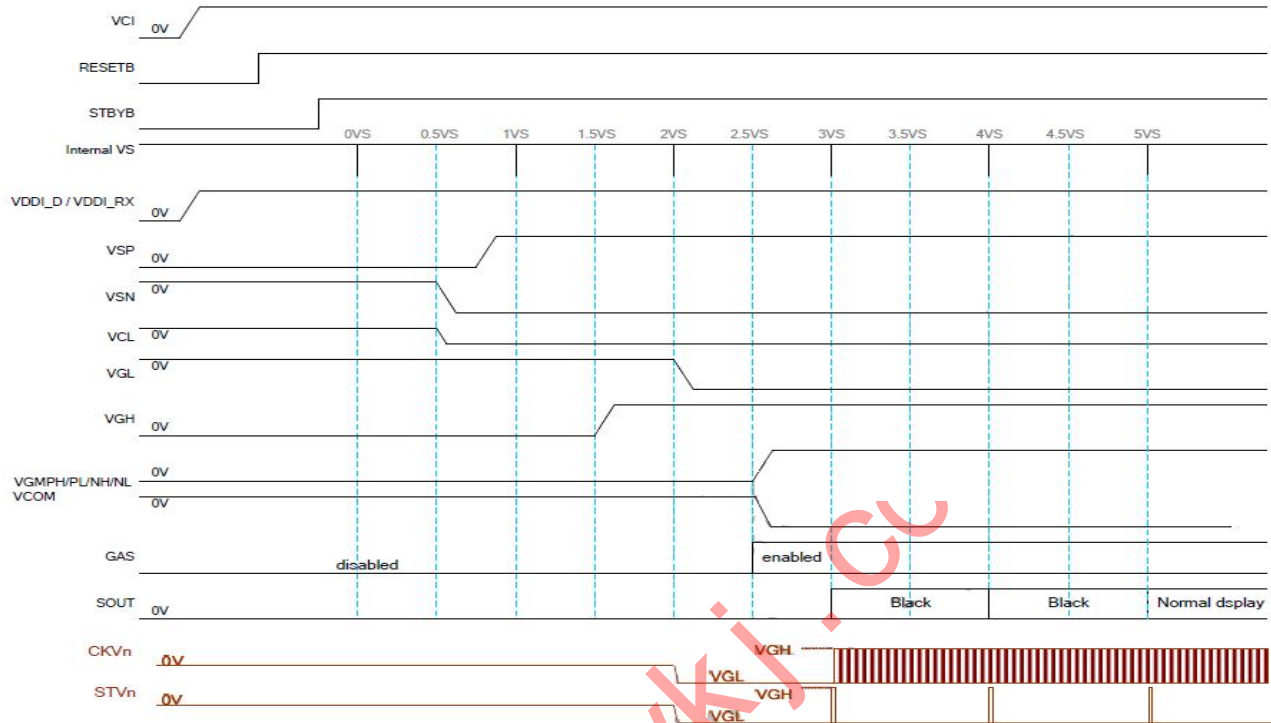 VCI 0V
RESETB
STBYB
0VS 0.5VS 1VS 1.5VS 2VS 2.5VS 3VS 3.5VS 4VS 4.5VS 5VS
Internal VS
VDDI_D / VDDI_RX 0V
VSP 0V
VSN 0V
VCL 0V
VGL 0V
VGH 0V
VGMPH/PL/NH/NL 0V
VCOM 0V
GAS disabled enabled
SOUT 0V Black Black Normal dsplay
CKVn 0V VGL VGH
STVn 0V VGL VGH